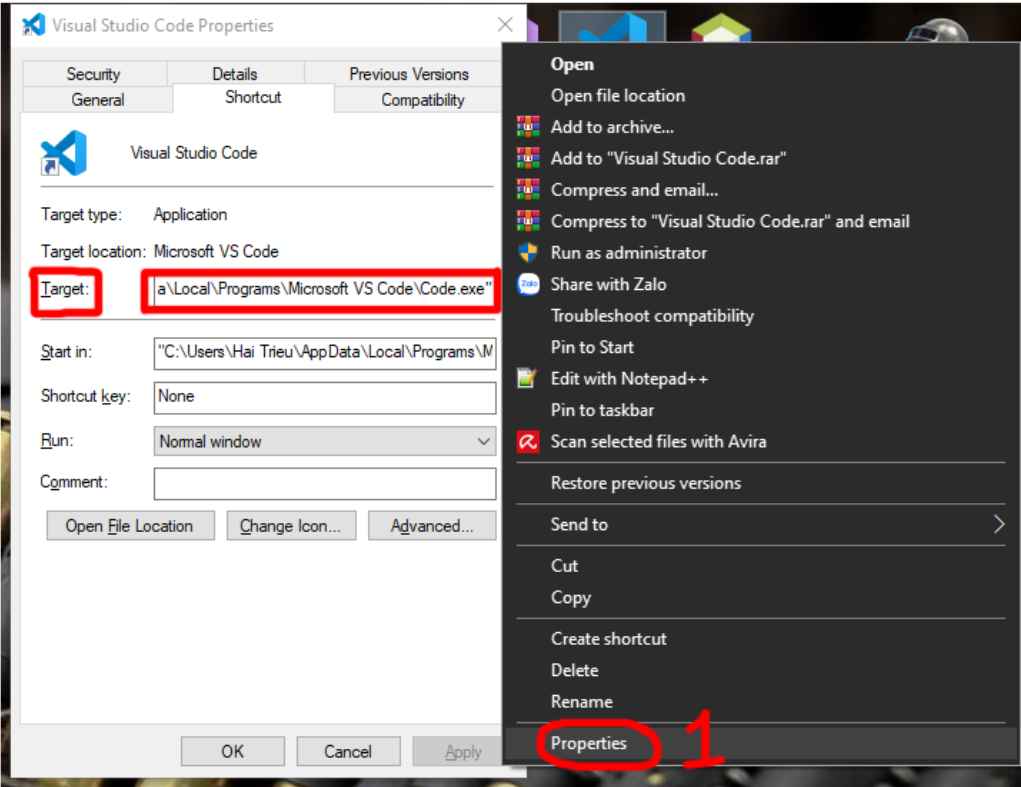 Visual Studio Code Properties
Security
Details
Previous Versions
General
Shortcut
Compatibility
Visual Studio Code
Target type: Application
Target location: Microsoft VS Code
Target: a\Local\Programs\Microsoft VS Code\Code.exe"
Start in: "C:\Users\Hai Trieu\AppData\Local\Programs\M
Shortcut key: None
Run: Normal window
Comment:
Open File Location
Change Icon...
Advanced...
OK
Cancel
Apply
Open
Open file location
Add to archive...
Add to "Visual Studio Code.rar"
Compress and email...
Compress to "Visual Studio Code.rar" and email
Run as administrator
Zalo
Share with Zalo
Troubleshoot compatibility
Pin to Start
Edit with Notepad++
Pin to taskbar
Scan selected files with Avira
Restore previous versions
Send to
Cut
Copy
Create shortcut
Delete
Rename
Properties
1